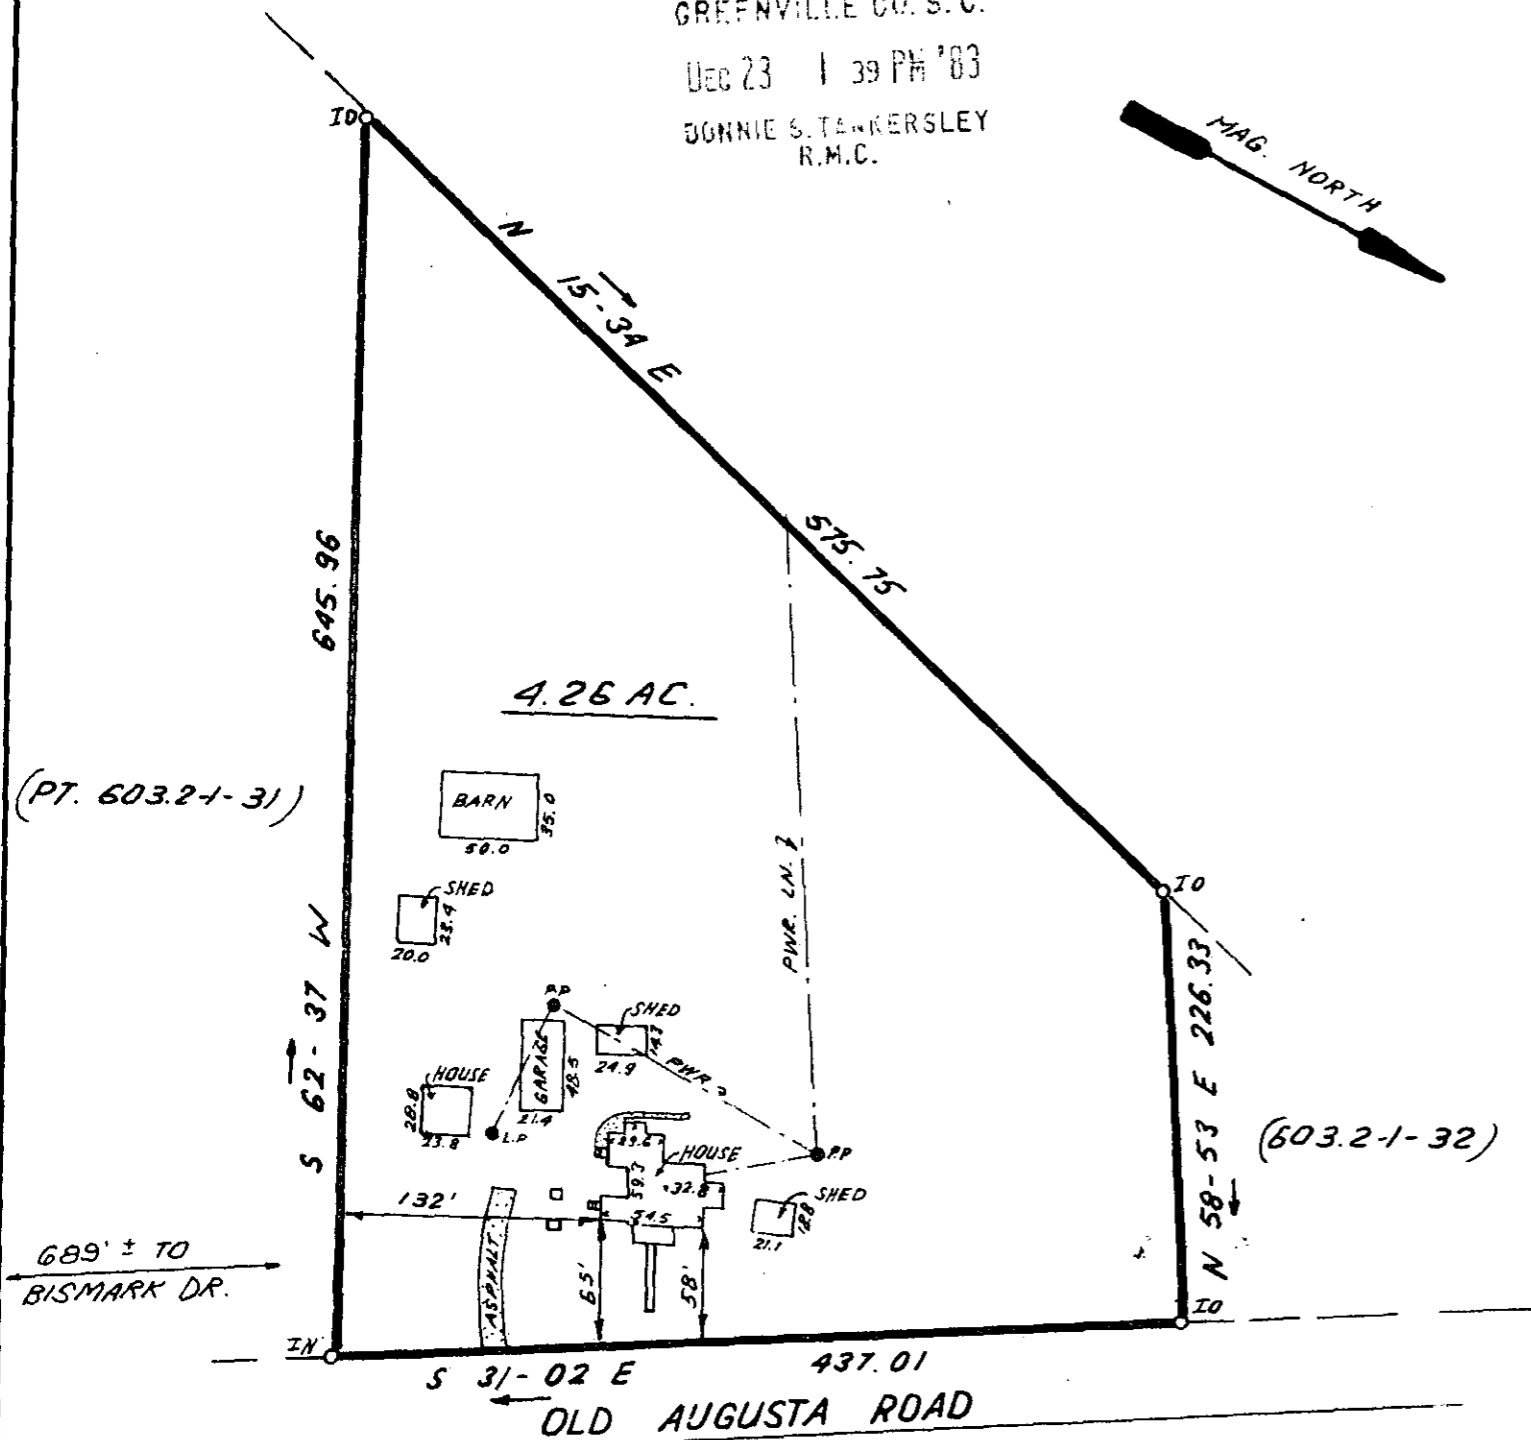 GREENVILLE CO. S. C.
DEC 23 1 39 PM '83
DONNIE S. TANKERSLEY
R.M.C.
MAG. NORTH
IO
N 15-34 E
575.75
645.96
4.26 AC.
(PT. 603.2-1-31)
BARN
35.0
50.0
PWR. LN.
IO
SHED
23.4
20.0
S 62-37 W
N 58-53 E 226.33
P.P
SHED
14.7
24.9
PWR.
GARAGE
48.5
21.4
HOUSE
28.8
23.8
L.P
(603.2-1-32)
29.6
HOUSE
P.P
59.3
32.8
54.5
SHED
18.8
21.1
132'
689' ± TO
BISMARK DR.
ASPHALT
65'
58'
IO
IN
S 31-02 E
437.01
OLD AUGUSTA ROAD